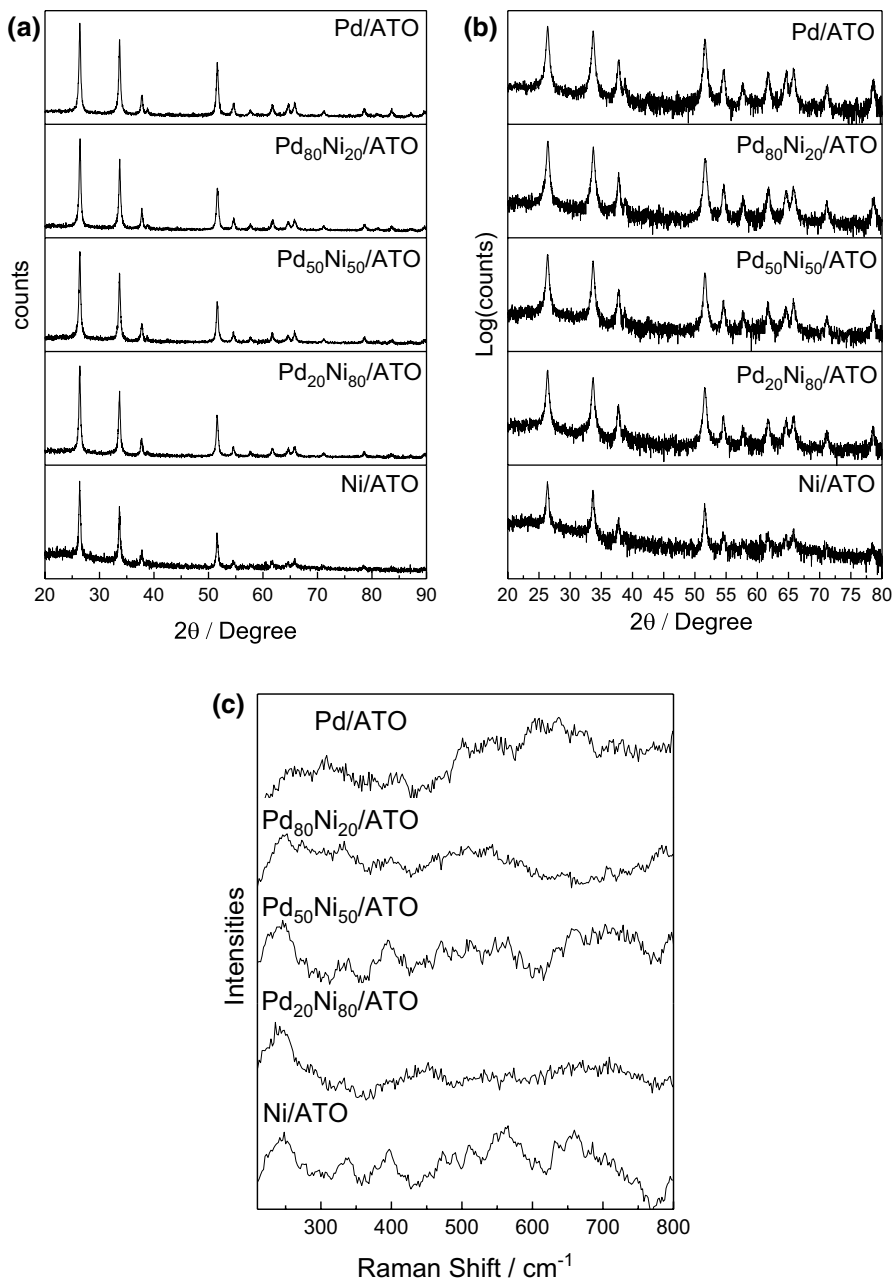 (a)
Pd/ATO
Pd₈₀Ni₂₀/ATO
Pd₅₀Ni₅₀/ATO
Pd₂₀Ni₈₀/ATO
Ni/ATO
counts
20 30 40 50 60 70 80 90
2θ / Degree
(b)
Pd/ATO
Pd₈₀Ni₂₀/ATO
Pd₅₀Ni₅₀/ATO
Pd₂₀Ni₈₀/ATO
Ni/ATO
Log(counts)
20 25 30 35 40 45 50 55 60 65 70 75 80
2θ / Degree
(c)
Pd/ATO
Pd₈₀Ni₂₀/ATO
Pd₅₀Ni₅₀/ATO
Pd₂₀Ni₈₀/ATO
Ni/ATO
Intensities
300 400 500 600 700 800
Raman Shift / cm⁻¹